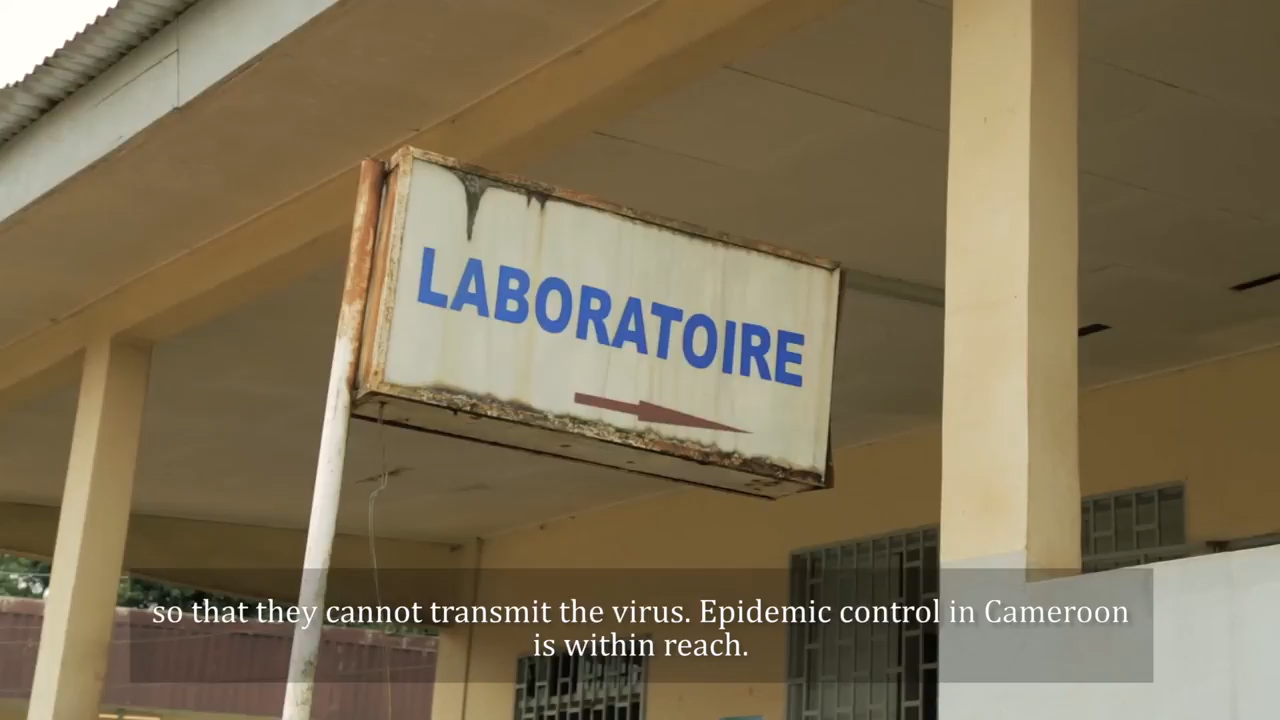 LABORATOIRE
so that they cannot transmit the virus. Epidemic control in Cameroon
is within reach.